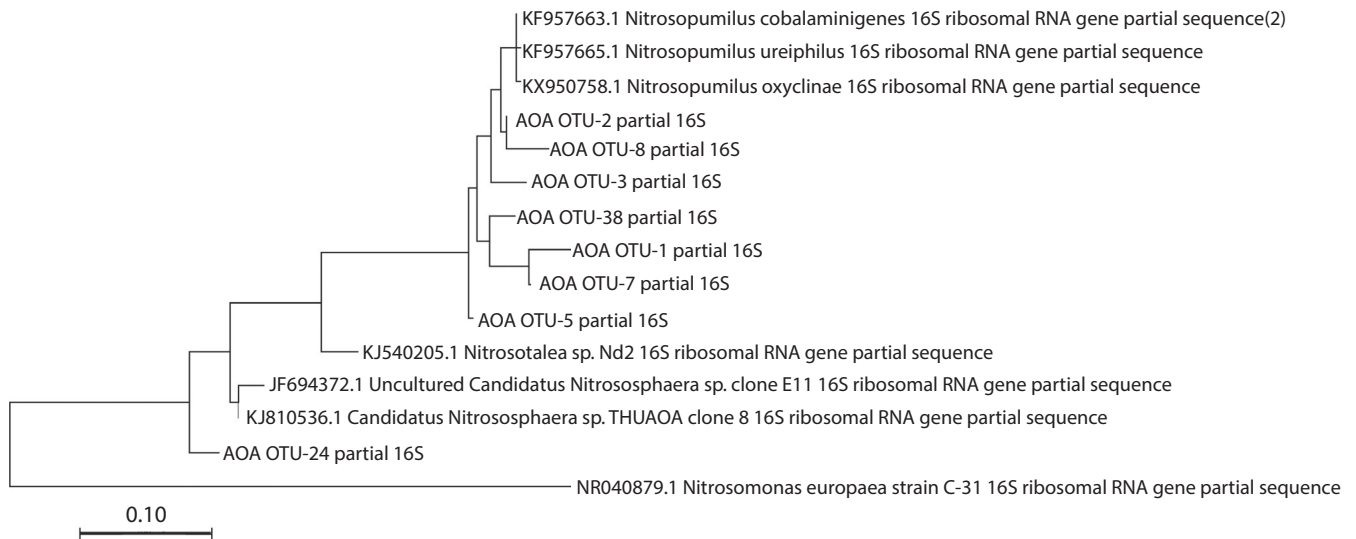 KF957663.1 Nitrosopumilus cobalaminigenes 16S ribosomal RNA gene partial sequence(2)
KF957665.1 Nitrosopumilus ureiphilus 16S ribosomal RNA gene partial sequence
KX950758.1 Nitrosopumilus oxyclinae 16S ribosomal RNA gene partial sequence
AOA OTU-2 partial 16S
AOA OTU-8 partial 16S
AOA OTU-3 partial 16S
AOA OTU-38 partial 16S
AOA OTU-1 partial 16S
AOA OTU-7 partial 16S
AOA OTU-5 partial 16S
KJ540205.1 Nitrosotalea sp. Nd2 16S ribosomal RNA gene partial sequence
JF694372.1 Uncultured Candidatus Nitrososphaera sp. clone E11 16S ribosomal RNA gene partial sequence
KJ810536.1 Candidatus Nitrososphaera sp. THUAOA clone 8 16S ribosomal RNA gene partial sequence
AOA OTU-24 partial 16S
NR040879.1 Nitrosomonas europaea strain C-31 16S ribosomal RNA gene partial sequence
0.10